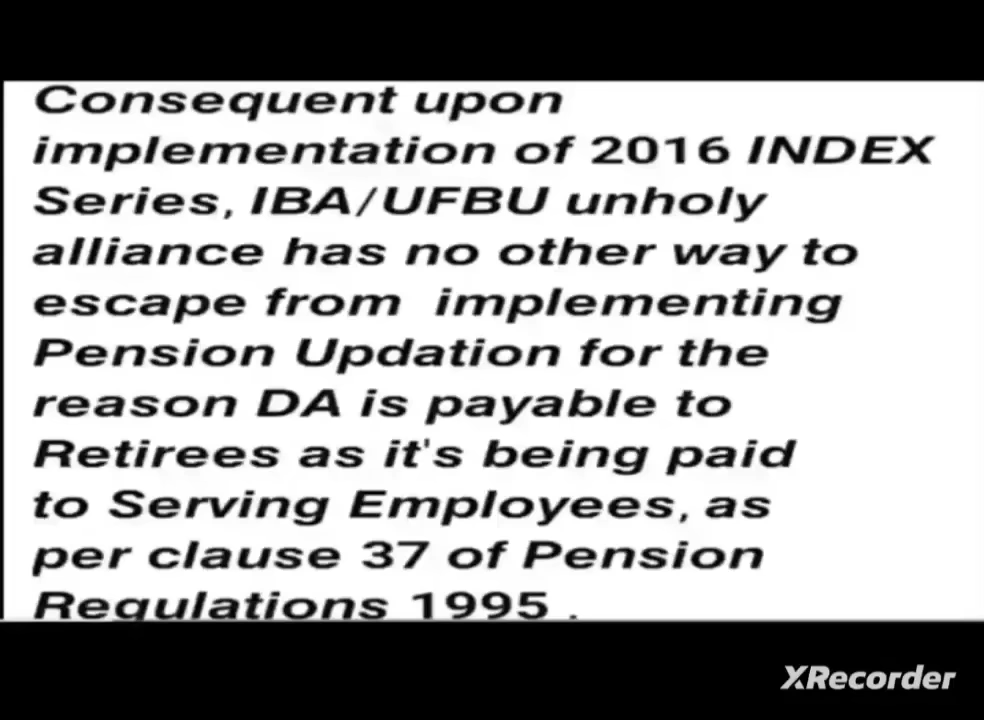 Consequent upon
implementation of 2016 INDEX
Series, IBA/UFBU unholy
alliance has no other way to
escape from implementing
Pension Updation for the
reason DA is payable to
Retirees as it's being paid
to Serving Employees, as
per clause 37 of Pension
Regulations 1995 .
XRecorder